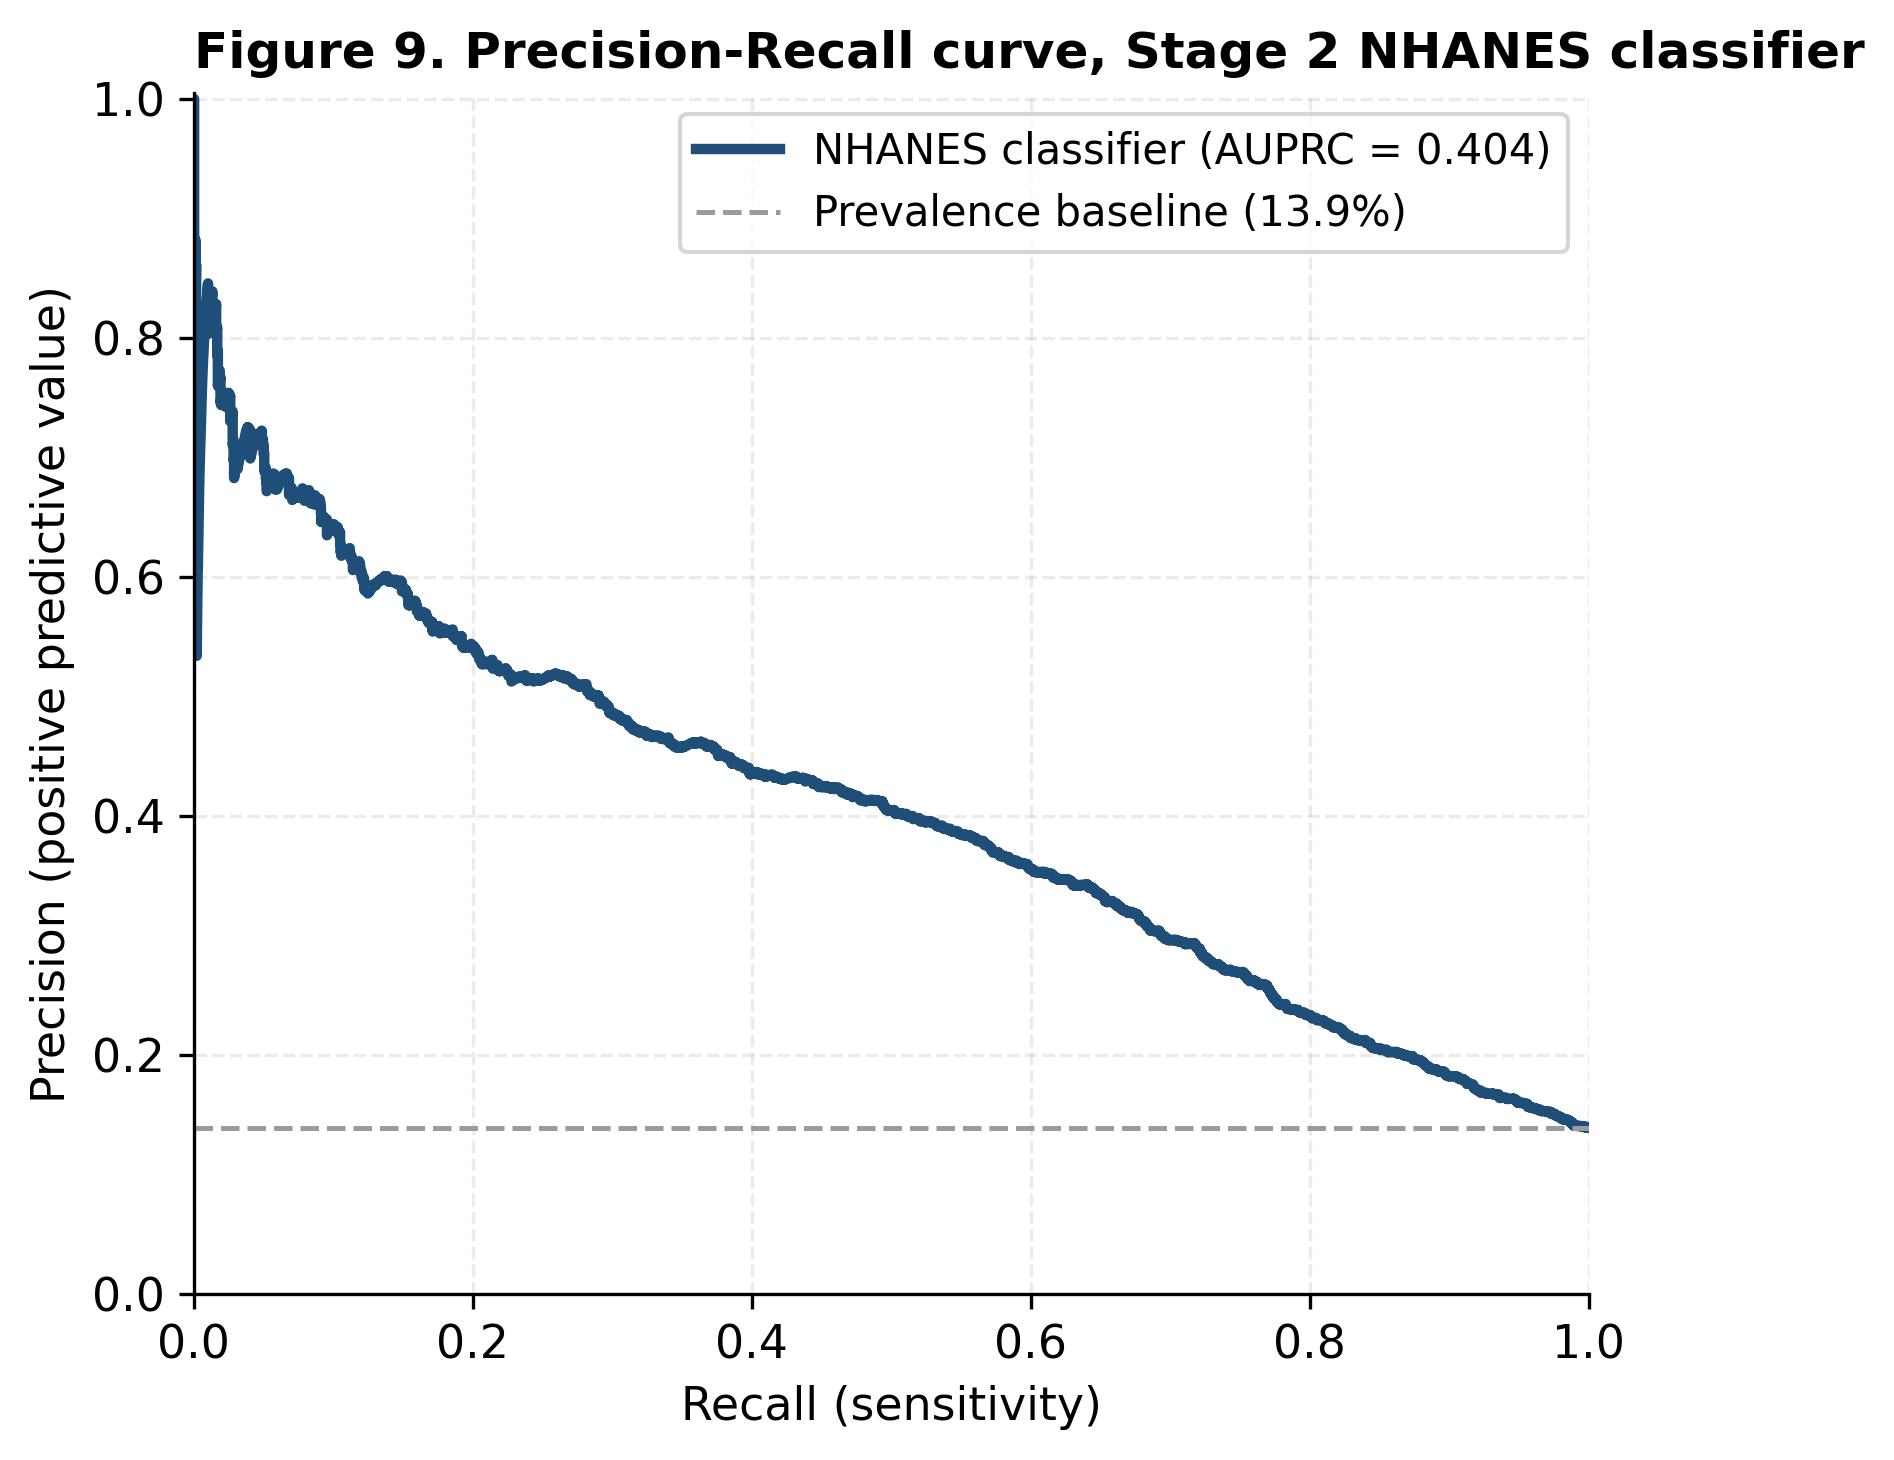 Figure 9. Precision-Recall curve, Stage 2 NHANES classifier
NHANES classifier (AUPRC = 0.404)
Prevalence baseline (13.9%)
Precision (positive predictive value)
1.0
0.8
0.6
0.4
0.2
0.0
0.0 0.2 0.4 0.6 0.8 1.0
Recall (sensitivity)